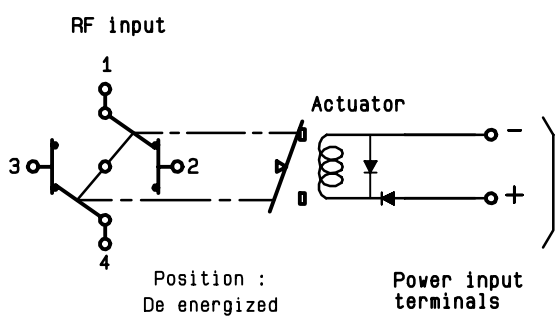 RF input
1
Actuator
3
2
-
+
4
Position :
De energized
Power input
terminals